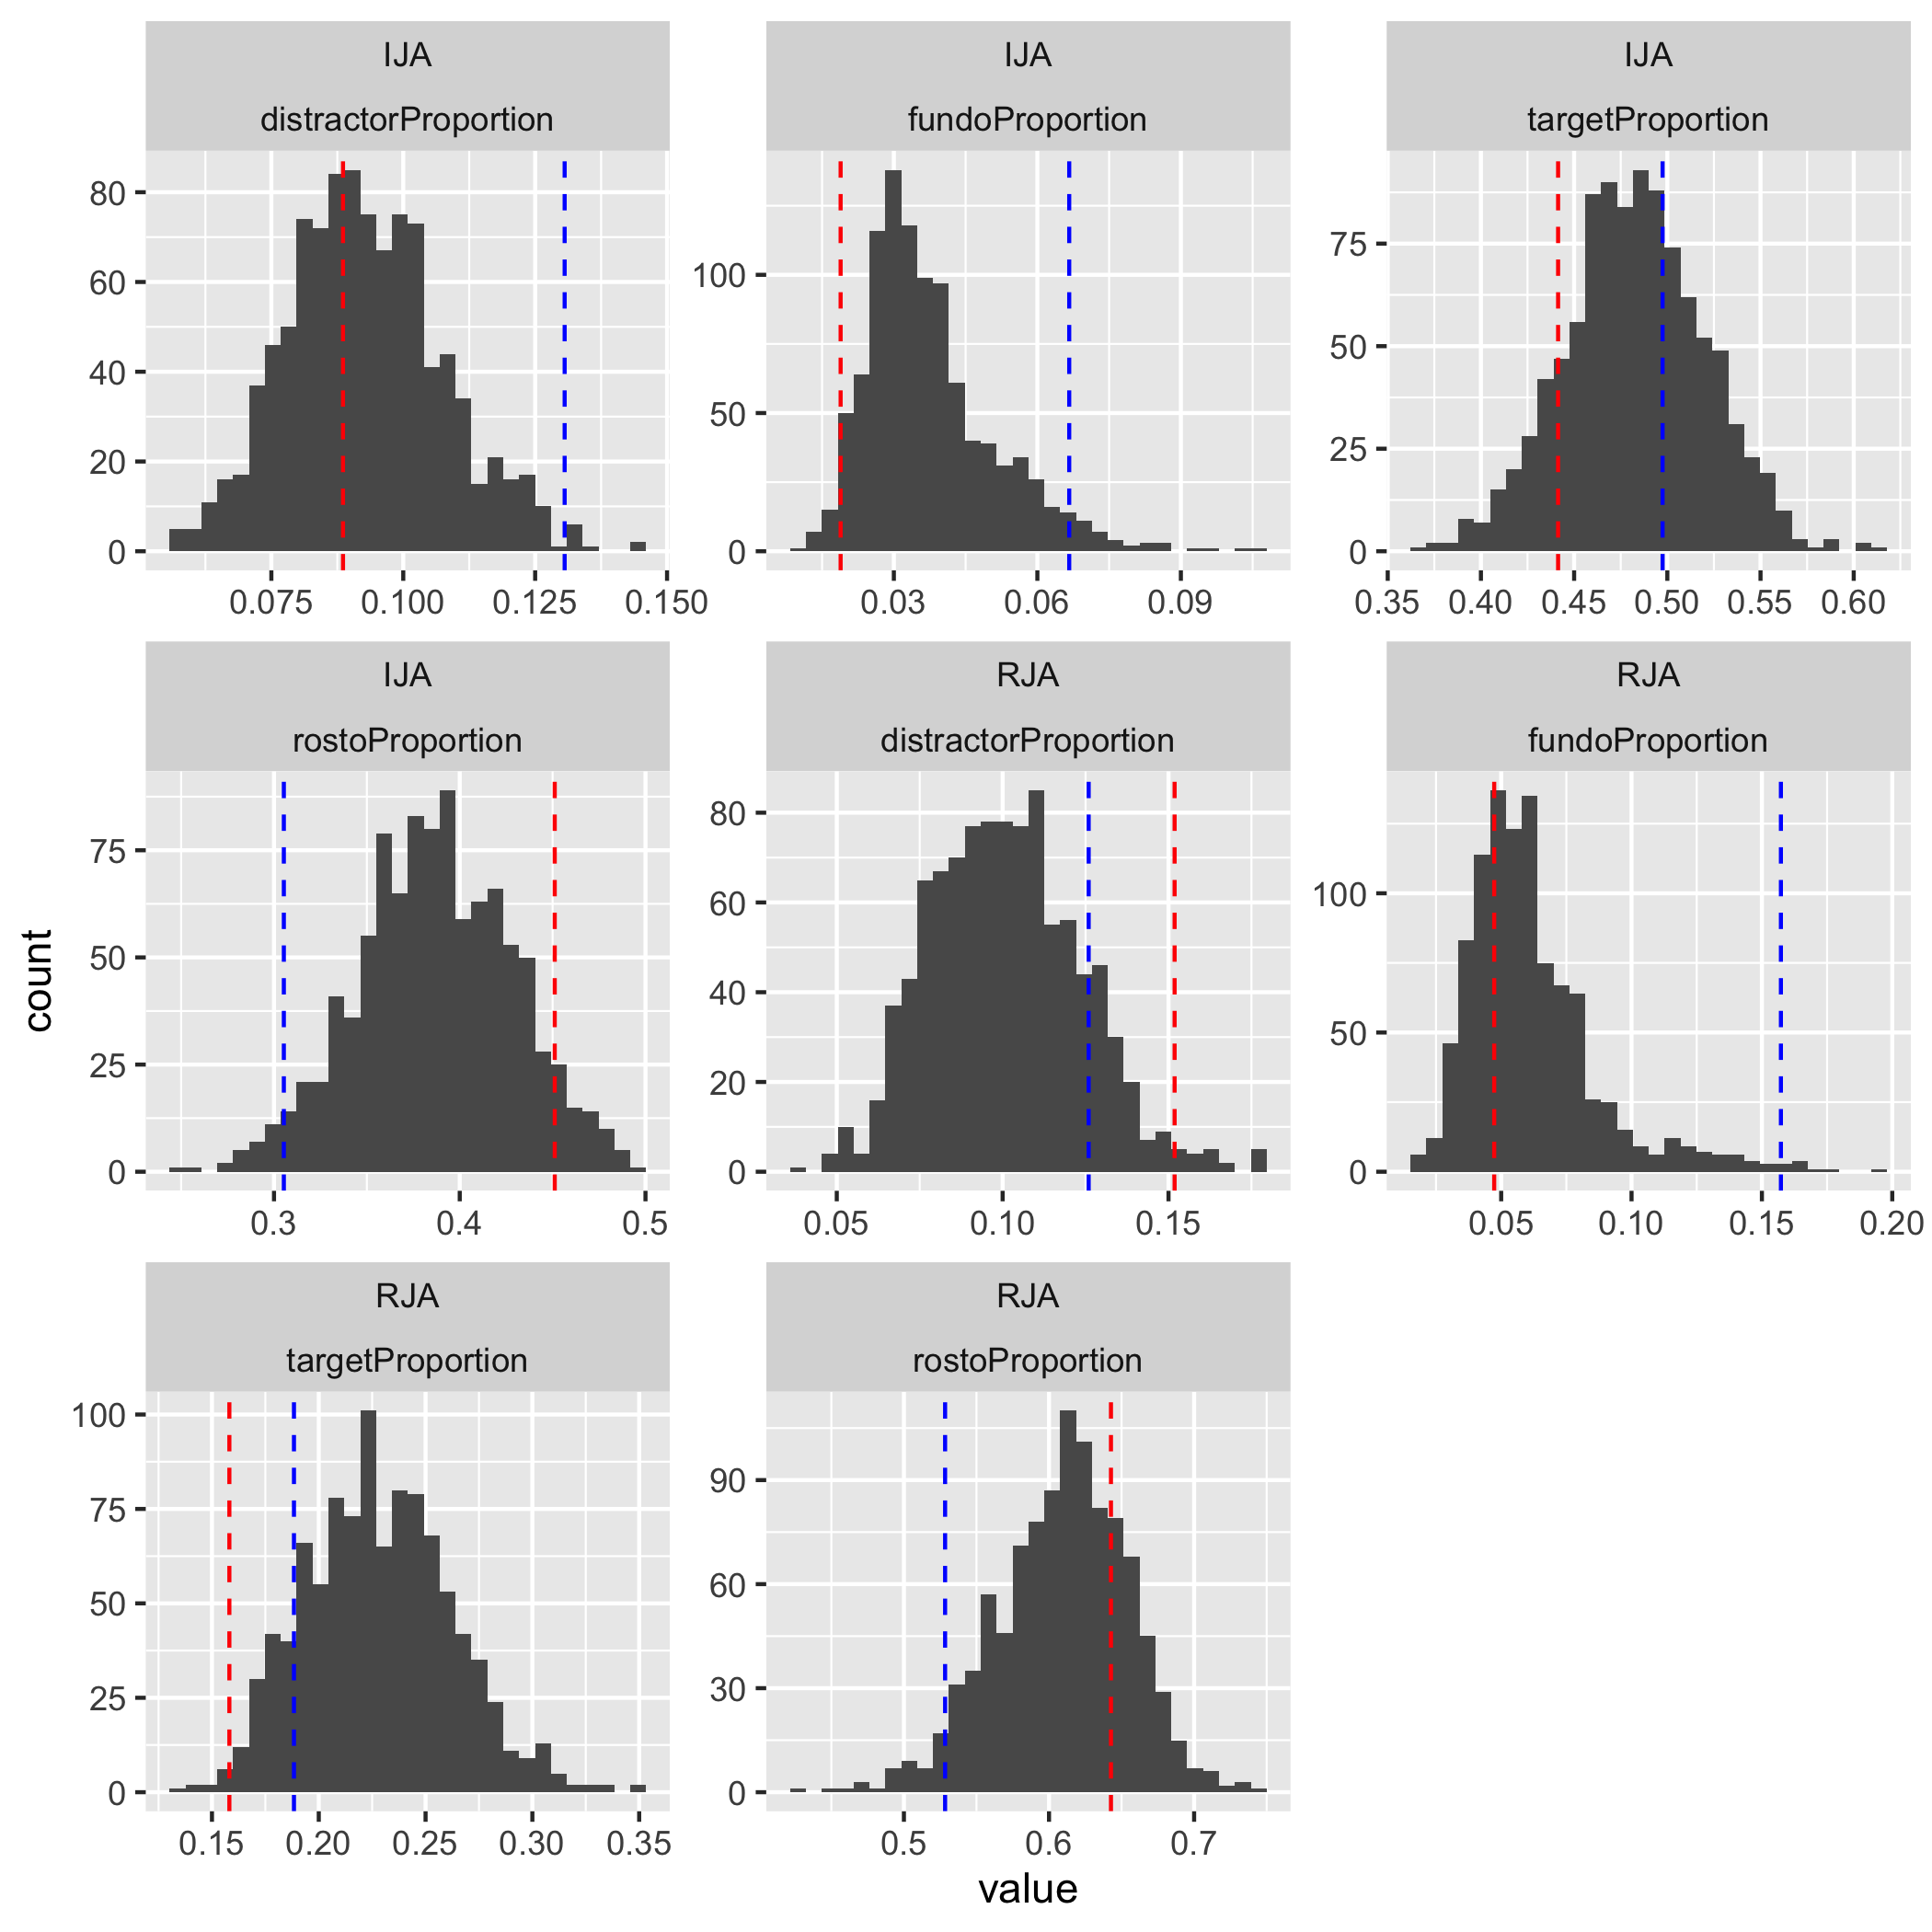 IJA
distractorProportion
80
60
40
20
0
0.075 0.100 0.125 0.150
IJA
fundoProportion
100
50
0
0.03 0.06 0.09
IJA
targetProportion
75
50
25
0
0.35 0.40 0.45 0.50 0.55 0.60
IJA
rostoProportion
75
50
25
0
0.3 0.4 0.5
RJA
distractorProportion
80
60
40
20
0
0.05 0.10 0.15
RJA
fundoProportion
100
50
0
0.05 0.10 0.15 0.20
RJA
targetProportion
100
75
50
25
0
0.15 0.20 0.25 0.30 0.35
RJA
rostoProportion
90
60
30
0
0.5 0.6 0.7
count
value